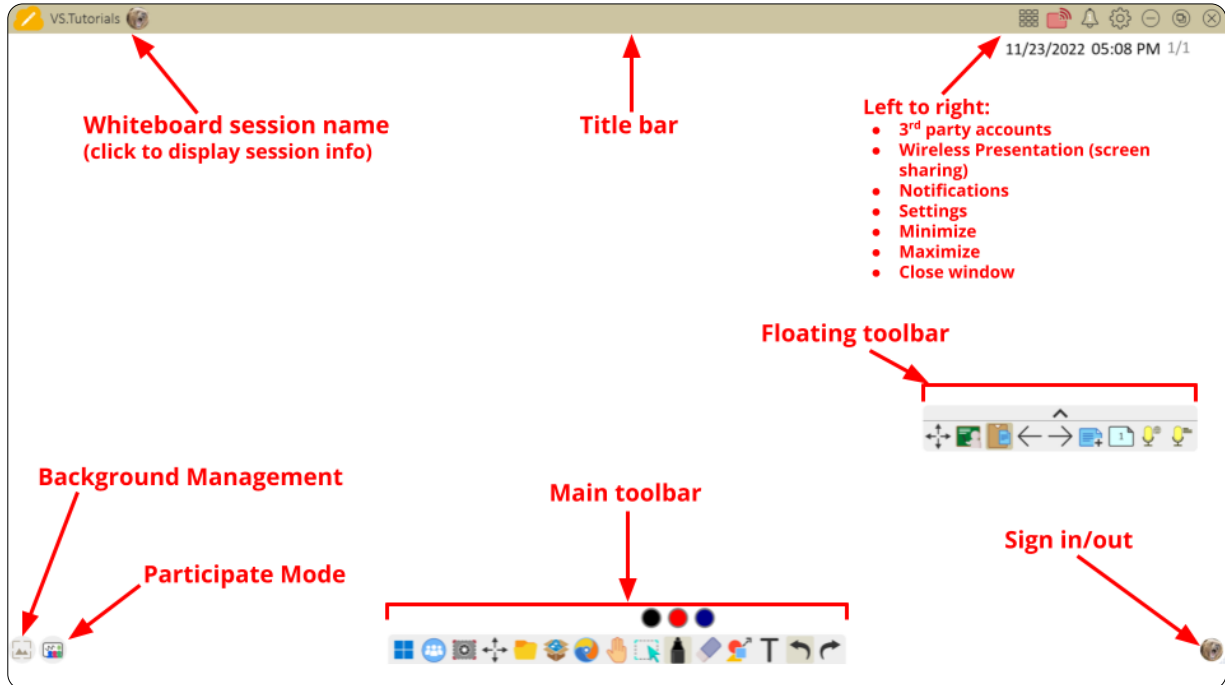 VS.Tutorials
11/23/2022 05:08 PM 1/1
Whiteboard session name
(click to display session info)
Title bar
Left to right:
● 3rd party accounts
● Wireless Presentation (screen
sharing)
● Notifications
● Settings
● Minimize
● Maximize
● Close window
Floating toolbar
1
Background Management
Main toolbar
Sign in/out
Participate Mode
T